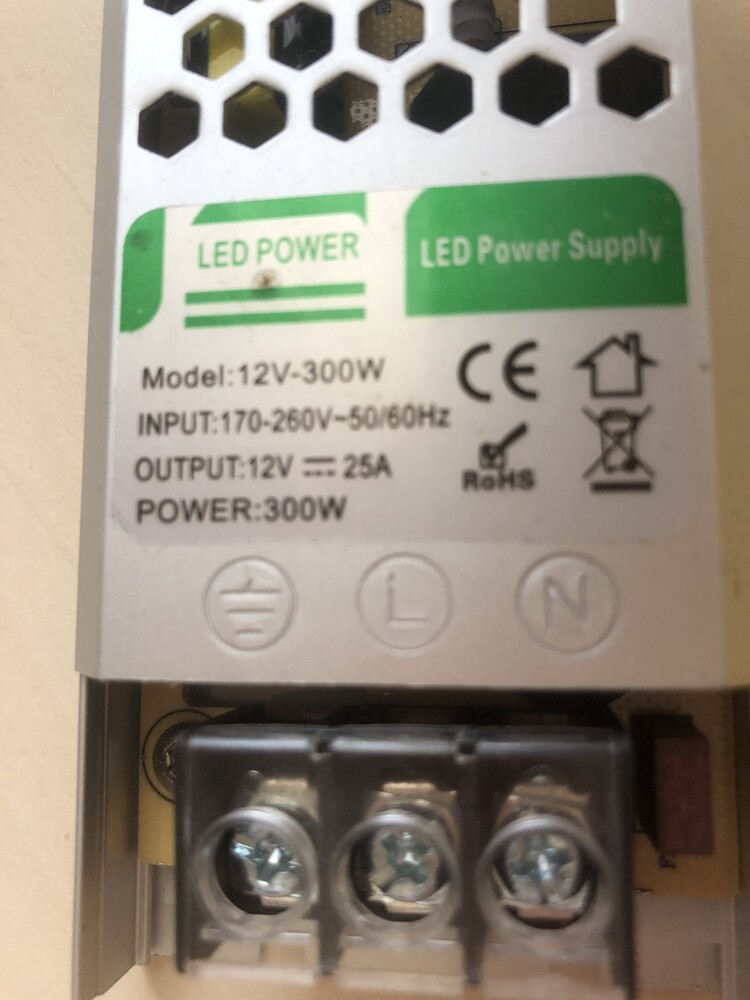 LED POWER
LED Power Supply
Model:12V-300W
INPUT:170-260V~50/60Hz
OUTPUT:12V ⎓ 25A
POWER:300W
CE
RoHS
L
N